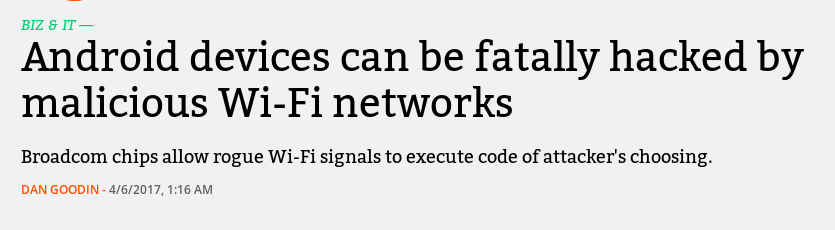 BIZ & IT —
Android devices can be fatally hacked by
malicious Wi-Fi networks
Broadcom chips allow rogue Wi-Fi signals to execute code of attacker's choosing.
DAN GOODIN - 4/6/2017, 1:16 AM